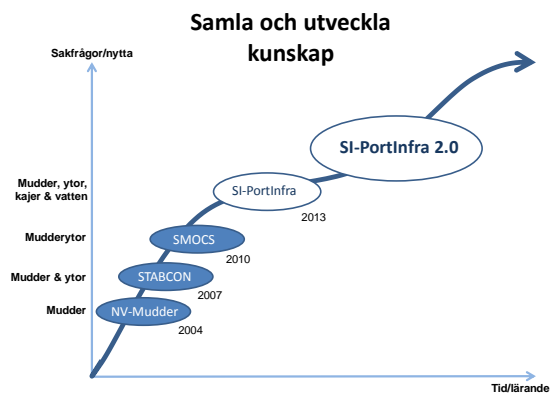 Samla och utveckla
kunskap
Sakfrågor/nytta
SI-PortInfra 2.0
Mudder, ytor,
kajer & vatten
SI-PortInfra
2013
Mudderytor
SMOCS
2010
Mudder & ytor
STABCON
2007
Mudder
NV-Mudder
2004
Tid/lärande